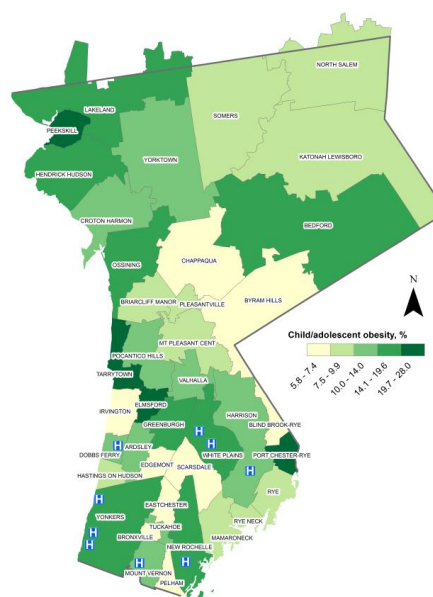 NORTH SALEM
LAKELAND
SOMERS
PEEKSKILL
YORKTOWN
KATONAH LEWISBORO
HENDRICK HUDSON
CROTON HARMON
BEDFORD
CHAPPAQUA
OSSINING
N
BRIARCLIFF MANOR
PLEASANTVILLE
BYRAM HILLS
Child/adolescent obesity, %
5.8 - 7.4
7.5 - 9.9
10.0 - 14.0
14.1 - 19.6
19.7 - 28.0
MT PLEASANT CENT
POCANTICO HILLS
TARRYTOWN
VALHALLA
ELMSFORD
IRVINGTON
HARRISON
GREENBURGH
BLIND BROOK-RYE
H
H
H
ARDSLEY
DOBBS FERRY
WHITE PLAINS
PORT CHESTER-RYE
EDGEMONT
SCARSDALE
H
HASTINGS ON HUDSON
RYE
H
EASTCHESTER
YONKERS
RYE NECK
TUCKAHOE
H
BRONXVILLE
MAMARONECK
H
NEW ROCHELLE
H
H
MOUNT VERNON
PELHAM